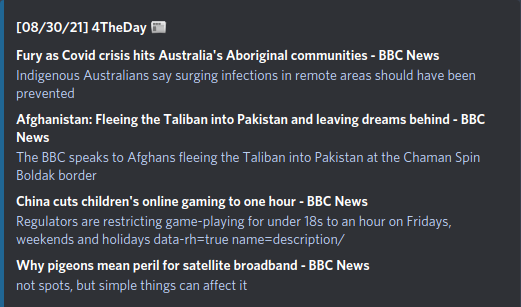 [08/30/21] 4TheDay 📰
Fury as Covid crisis hits Australia's Aboriginal communities - BBC News
Indigenous Australians say surging infections in remote areas should have been
prevented
Afghanistan: Fleeing the Taliban into Pakistan and leaving dreams behind - BBC
News
The BBC speaks to Afghans fleeing the Taliban into Pakistan at the Chaman Spin
Boldak border
China cuts children's online gaming to one hour - BBC News
Regulators are restricting game-playing for under 18s to an hour on Fridays,
weekends and holidays data-rh=true name=description/
Why pigeons mean peril for satellite broadband - BBC News
not spots, but simple things can affect it